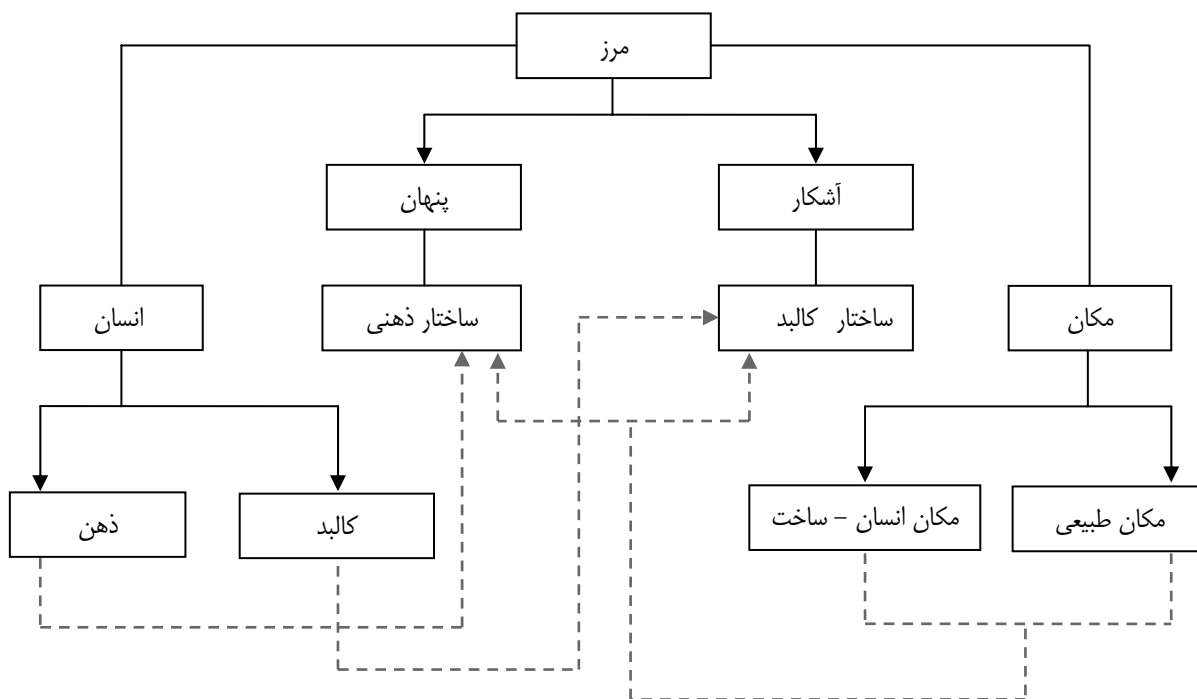 مرز
آشکار
پنهان
مکان
ساختار کالبد
ساختار ذهنی
انسان
مکان طبیعی
مکان انسان – ساخت
کالبد
ذهن